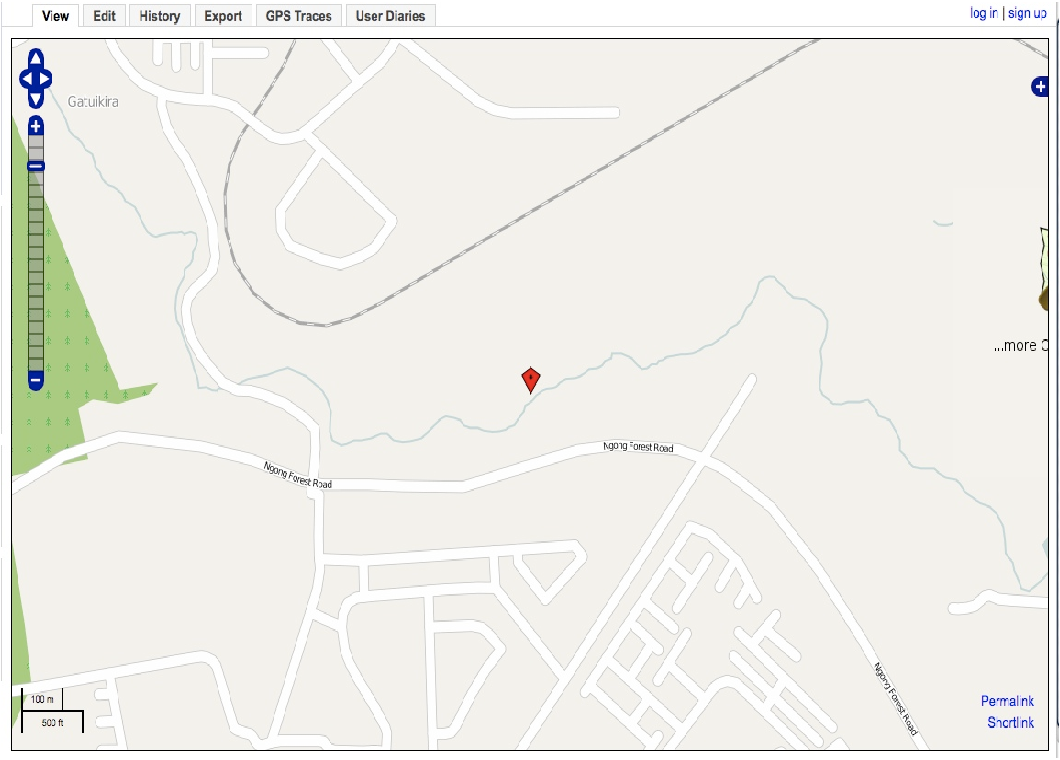 View Edit History Export GPS Traces User Diaries log in | sign up
Gatuikira
...more
Ngong Forest Road
Ngong Forest Road
Ngong Forest Road
100 m
500 ft
Permalink
Shortlink